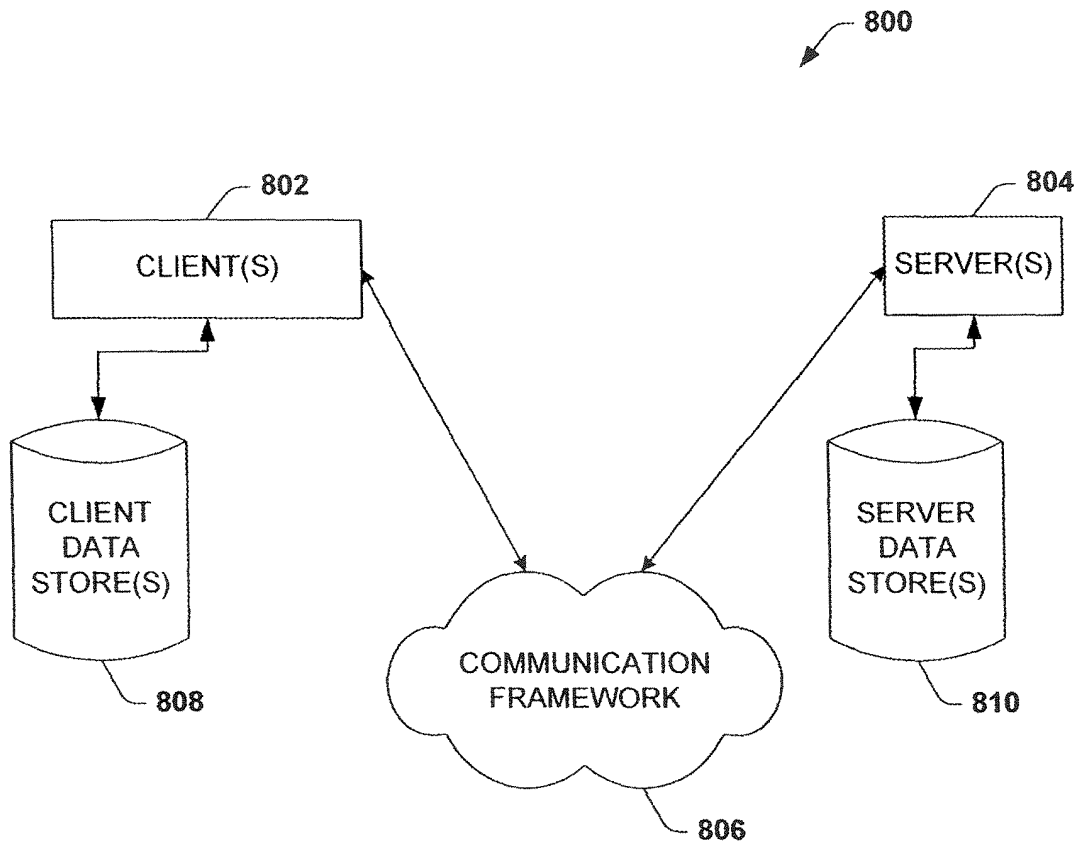 800
802
804
CLIENT(S)
SERVER(S)
CLIENT
DATA
STORE(S)
SERVER
DATA
STORE(S)
COMMUNICATION
FRAMEWORK
808
810
806